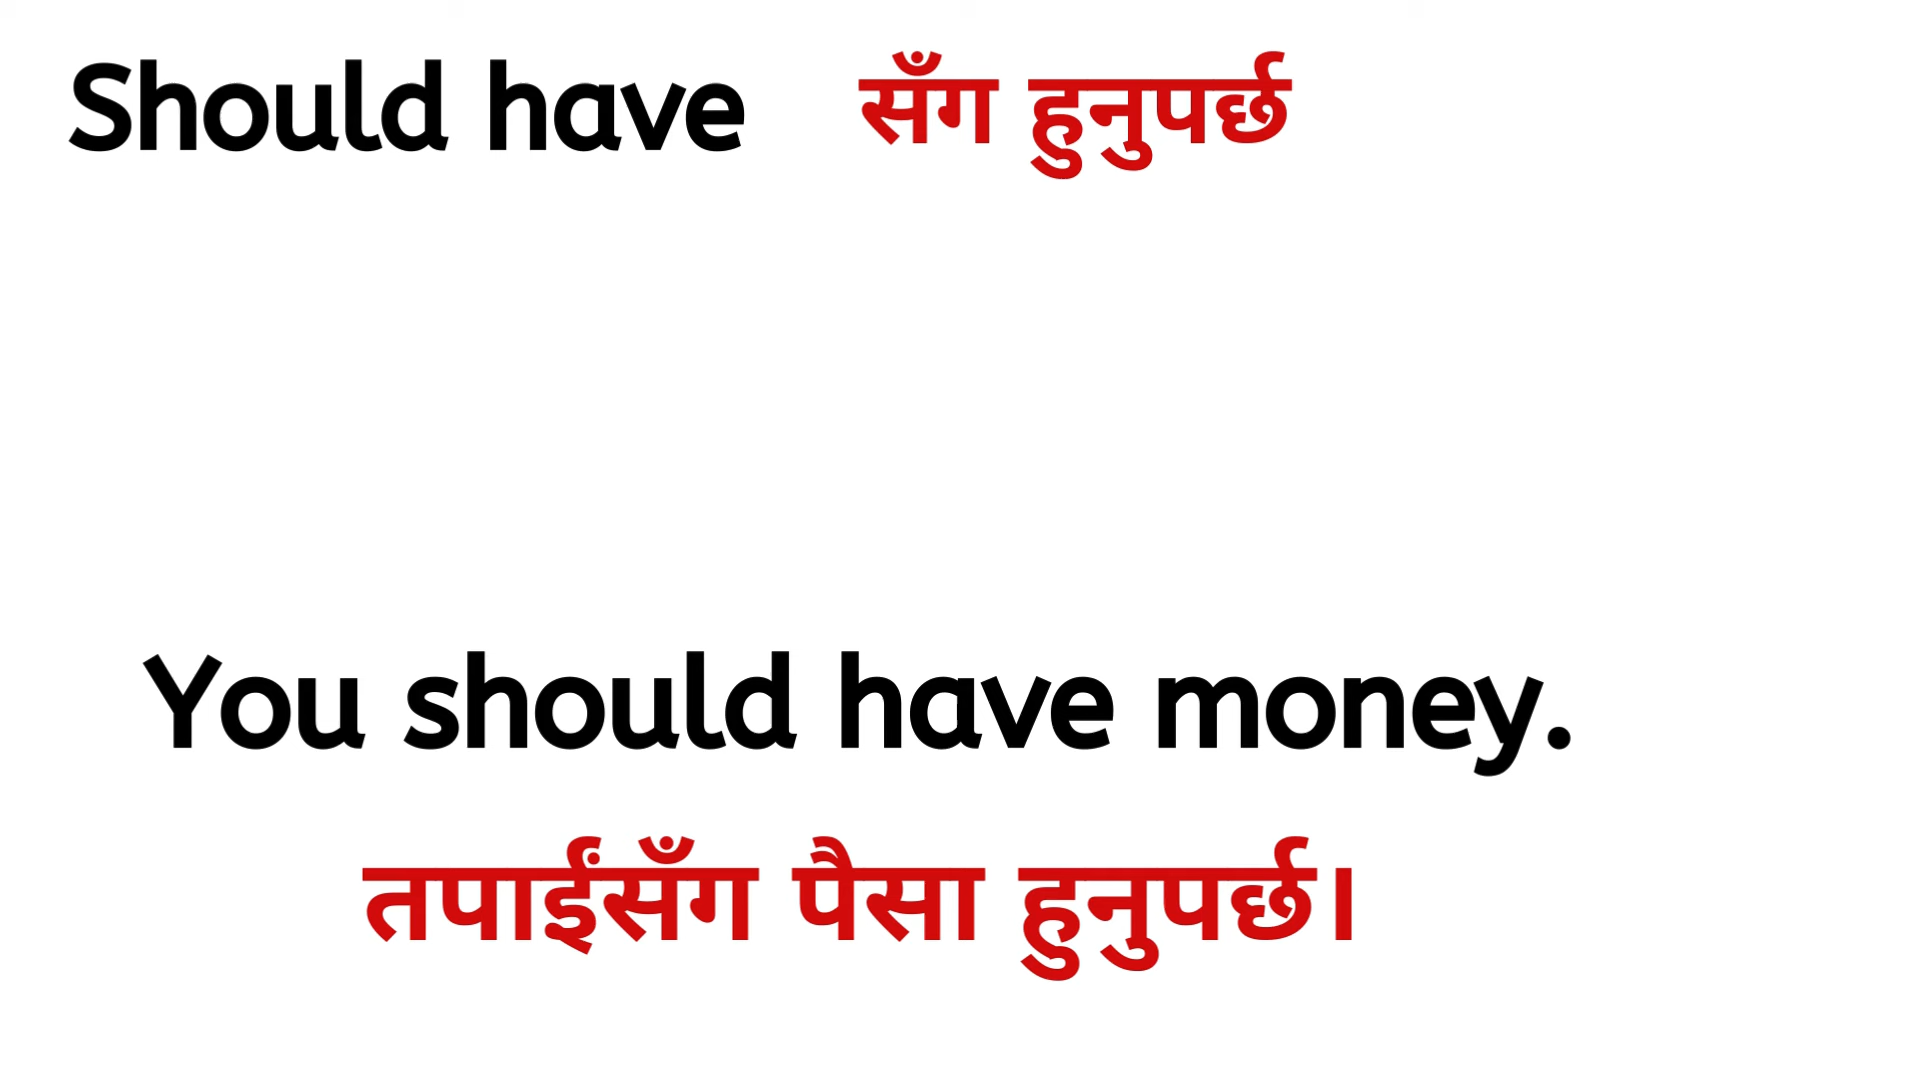 Should have सँग हुनुपर्छ
You should have money.
तपाईंसँग पैसा हुनुपर्छ।